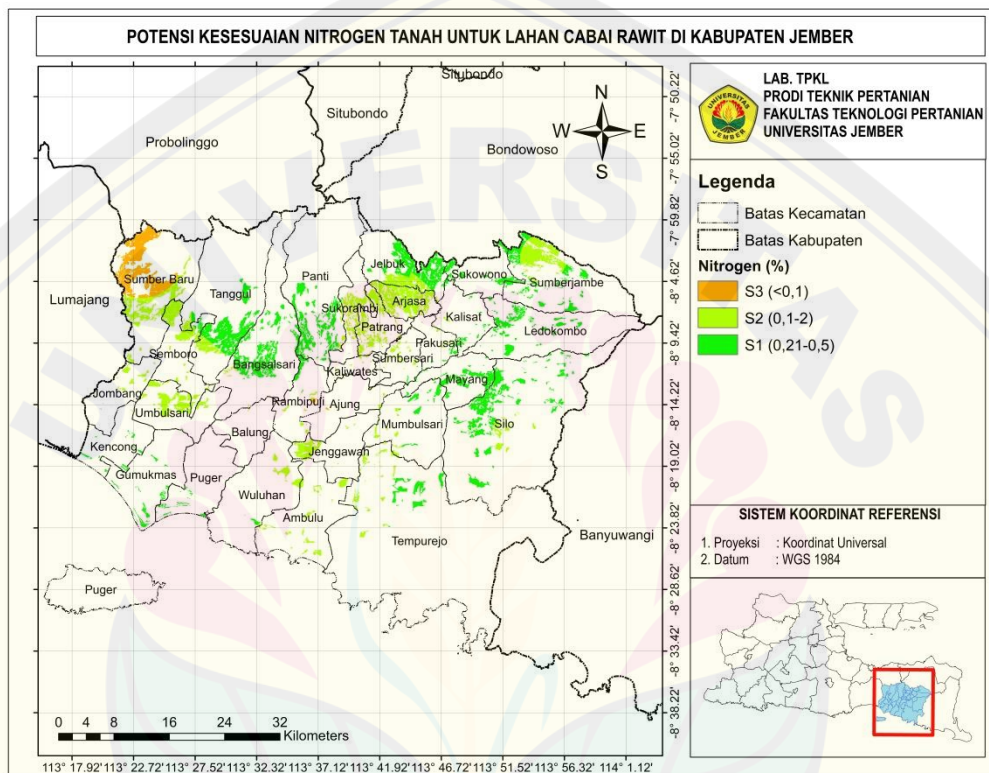 POTENSI KESESUAIAN NITROGEN TANAH UNTUK LAHAN CABAI RAWIT DI KABUPATEN JEMBER
LAB. TPKL
PRODI TEKNIK PERTANIAN
FAKULTAS TEKNOLOGI PERTANIAN
UNIVERSITAS JEMBER
UNIVERSITAS
JEMBER
Legenda
Batas Kecamatan
Batas Kabupaten
Nitrogen (%)
S3 (<0,1)
S2 (0,1-2)
S1 (0,21-0,5)
SISTEM KOORDINAT REFERENSI
1. Proyeksi : Koordinat Universal
2. Datum : WGS 1984
N
W E
S
Situbondo
Situbondo
Probolinggo
Bondowoso
Lumajang
Banyuwangi
Jelbuk
Sukowono
Sumber Baru
Tanggul
Panti
Sumberjambe
Sukorambi
Arjasa
Patrang
Kalisat
Ledokombo
Pakusari
Semboro
Bangsalsari
Sumbersari
Kaliwates
Mayang
Jombang
Umbulsari
Rambipuji
Ajung
Mumbulsari
Silo
Balung
Kencong
Jenggawah
Gumukmas
Puger
Wuluhan
Ambulu
Tempurejo
Puger
-7° 50.22'
-7° 55.02'
-7° 59.82'
-8° 4.62'
-8° 9.42'
-8° 14.22'
-8° 19.02'
-8° 23.82'
-8° 28.62'
-8° 33.42'
-8° 38.22'
0 4 8 16 24 32
Kilometers
113° 17.92' 113° 22.72' 113° 27.52' 113° 32.32' 113° 37.12' 113° 41.92' 113° 46.72' 113° 51.52' 113° 56.32' 114° 1.12'
UNIVERSITAS